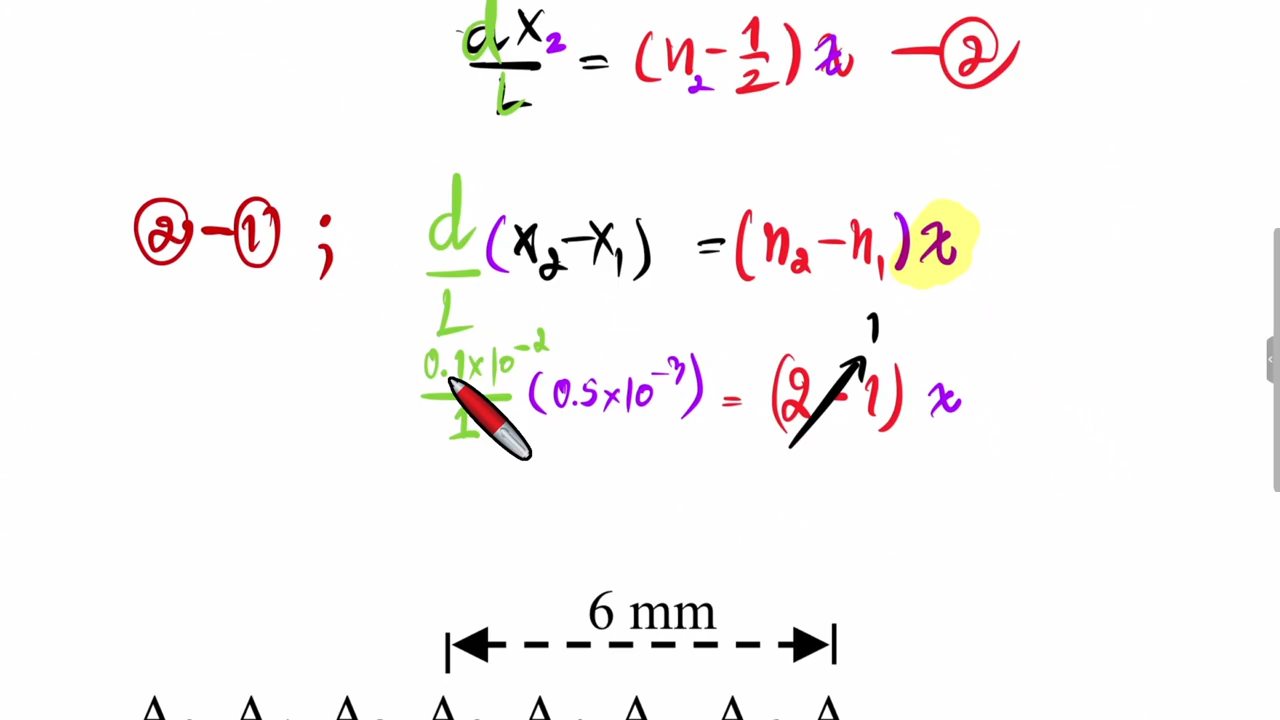 dx₂/L = (n₂ - 1/2) λ — ②
② - ① ; d/L (x₂ - x₁) = (n₂ - n₁) λ
0.1×10⁻²/1 (0.5×10⁻³) = (2 - 1) λ
1
6 mm